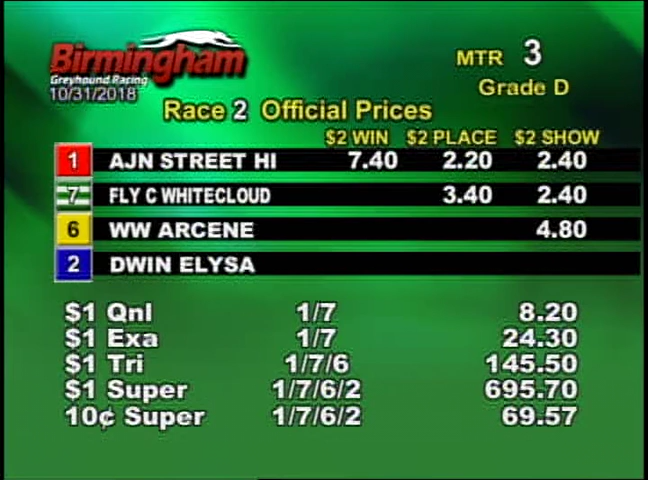 Birmingham
Greyhound Racing
10/31/2018
MTR 3
Grade D
Race 2 Official Prices
$2 WIN $2 PLACE $2 SHOW
1 AJN STREET HI 7.40 2.20 2.40
7 FLY C WHITECLOUD 3.40 2.40
6 WW ARCENE 4.80
2 DWIN ELYSA
$1 Qnl 1/7 8.20
$1 Exa 1/7 24.30
$1 Tri 1/7/6 145.50
$1 Super 1/7/6/2 695.70
10¢ Super 1/7/6/2 69.57